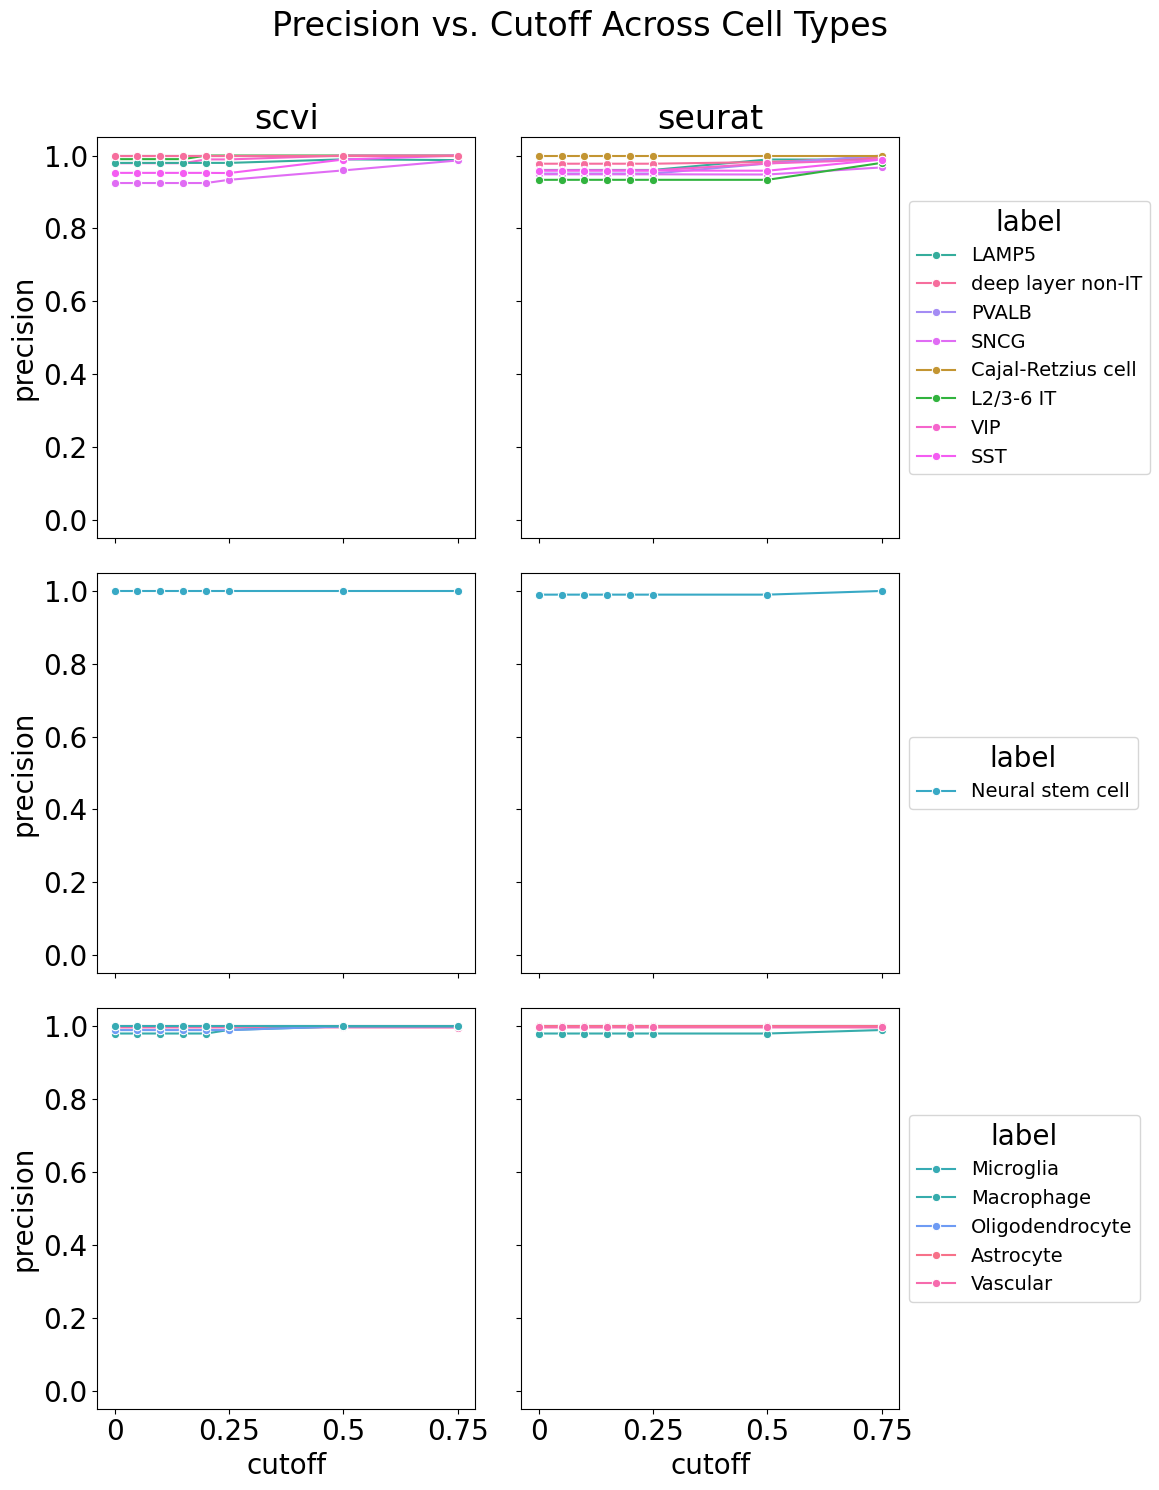 Precision vs. Cutoff Across Cell Types
scvi
seurat
precision
1.0
0.8
0.6
0.4
0.2
0.0
label
LAMP5
deep layer non-IT
PVALB
SNCG
Cajal-Retzius cell
L2/3-6 IT
VIP
SST
precision
1.0
0.8
0.6
0.4
0.2
0.0
label
Neural stem cell
precision
1.0
0.8
0.6
0.4
0.2
0.0
label
Microglia
Macrophage
Oligodendrocyte
Astrocyte
Vascular
0 0.25 0.5 0.75
0 0.25 0.5 0.75
cutoff
cutoff